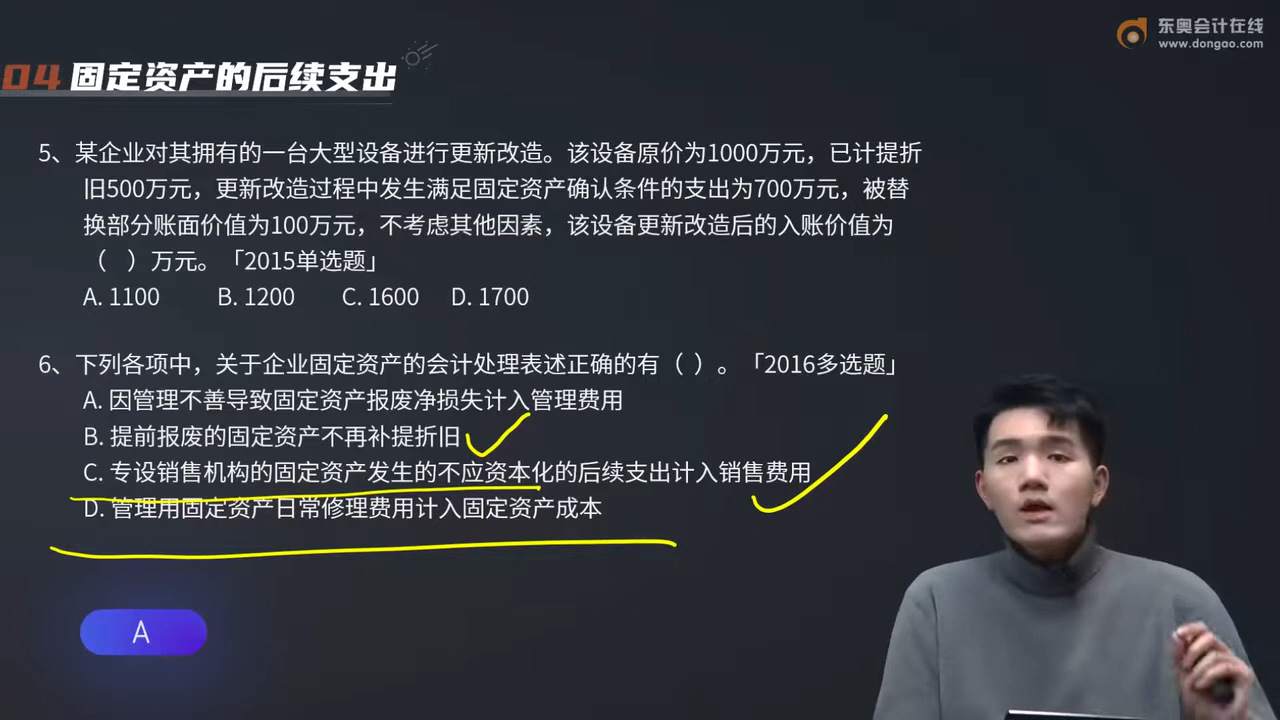 东奥会计在线
www.dongao.com
04 固定资产的后续支出
5、某企业对其拥有的一台大型设备进行更新改造。该设备原价为1000万元，已计提折
旧500万元，更新改造过程中发生满足固定资产确认条件的支出为700万元，被替
换部分账面价值为100万元，不考虑其他因素，该设备更新改造后的入账价值为
（ ）万元。「2015单选题」
A. 1100 B. 1200 C. 1600 D. 1700
6、下列各项中，关于企业固定资产的会计处理表述正确的有（ ）。「2016多选题」
A. 因管理不善导致固定资产报废净损失计入管理费用
B. 提前报废的固定资产不再补提折旧
C. 专设销售机构的固定资产发生的不应资本化的后续支出计入销售费用
D. 管理用固定资产日常修理费用计入固定资产成本
A